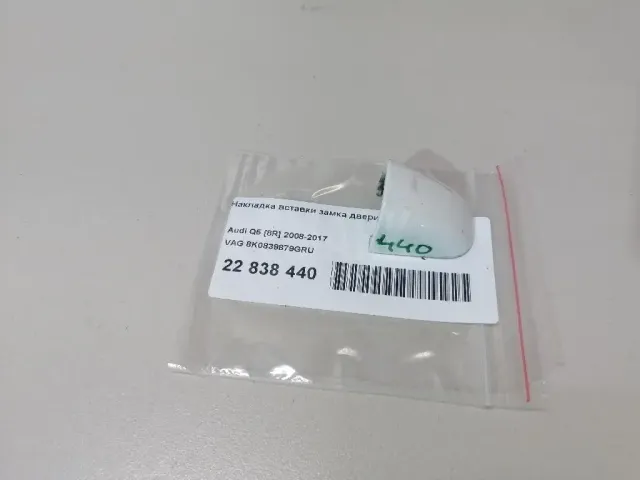 Накладка вставки замка двери
Audi Q5 [8R] 2008-2017
VAG 8K0839879GRU
22 838 440
440